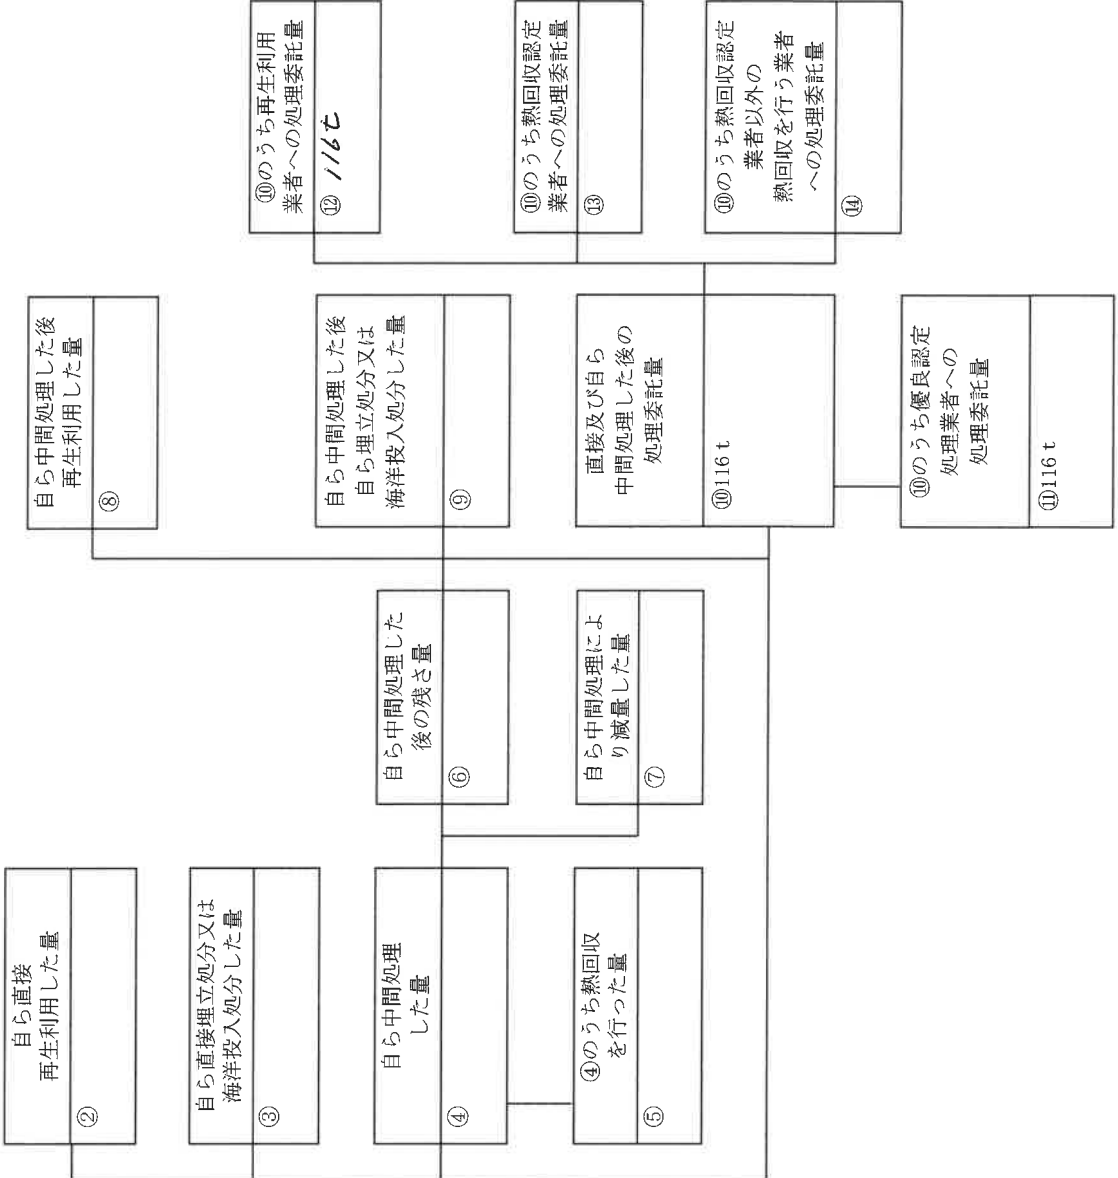 自ら直接
再生利用した量
②
自ら直接埋立処分又は
海洋投入処分した量
③
自ら中間処理
した量
④
④のうち熱回収
を行った量
⑤
自ら中間処理した
後の残さ量
⑥
自ら中間処理によ
り減量した量
⑦
自ら中間処理した後
再生利用した量
⑧
自ら中間処理した後
自ら埋立処分又は
海洋投入処分した量
⑨
直接及び自ら
中間処理した後の
処理委託量
⑩116t
⑩のうち優良認定
処理業者への
処理委託量
⑪116t
⑩のうち再生利用
業者への処理委託量
⑫ 116t
⑩のうち熱回収認定
業者への処理委託量
⑬
⑩のうち熱回収認定
業者以外の
熱回収を行う業者
への処理委託量
⑭